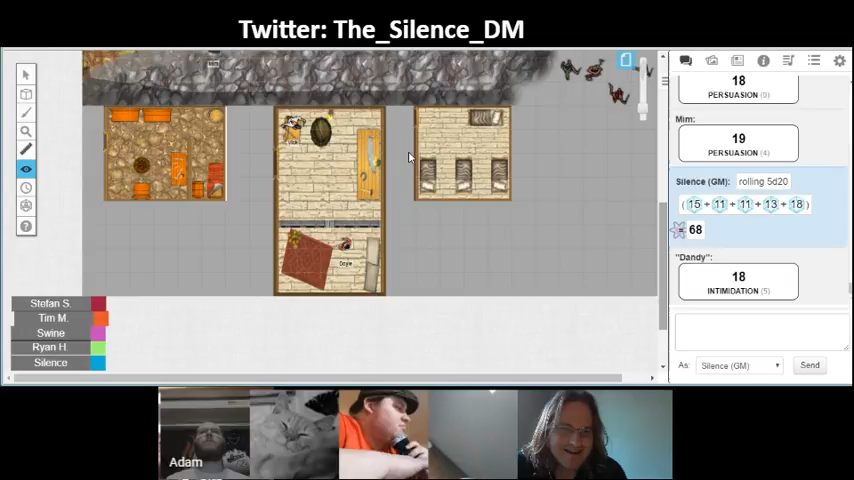 Twitter: The_Silence_DM
18
PERSUASION (0)
Mim:
19
PERSUASION (4)
Silence (GM): rolling 5d20
(15+11+11+13+18)
=68
"Dandy":
18
INTIMIDATION (5)
As: Silence (GM) Send
Doyle
Stefan S.
Tim M.
Swine
Ryan H.
Silence
Adam